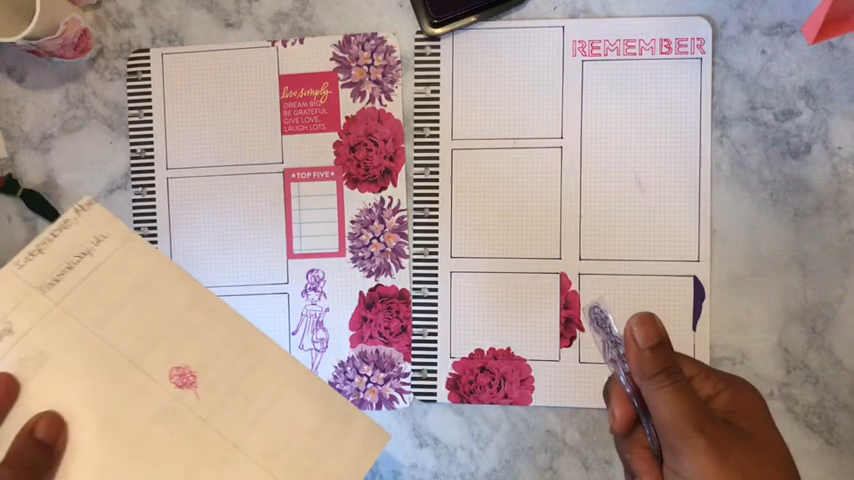 live simply
DREAM BIG
BE GRATEFUL
GIVE LOVE,
LAUGH LOTS.
TOP FIVE
REMEMBER